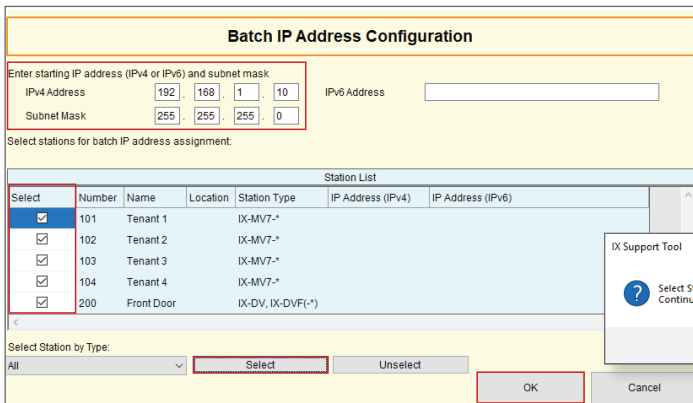 Batch IP Address Configuration
Enter starting IP address (IPv4 or IPv6) and subnet mask
IPv4 Address 192 . 168 . 1 . 10 IPv6 Address
Subnet Mask 255 . 255 . 255 . 0
Select stations for batch IP address assignment:
Station List
Select Number Name Location Station Type IP Address (IPv4) IP Address (IPv6)
101 Tenant 1 IX-MV7-*
102 Tenant 2 IX-MV7-*
103 Tenant 3 IX-MV7-*
104 Tenant 4 IX-MV7-*
200 Front Door IX-DV, IX-DVF(-*)
IX Support Tool
? Select St
Continu
Select Station by Type:
All Select Unselect
OK Cancel